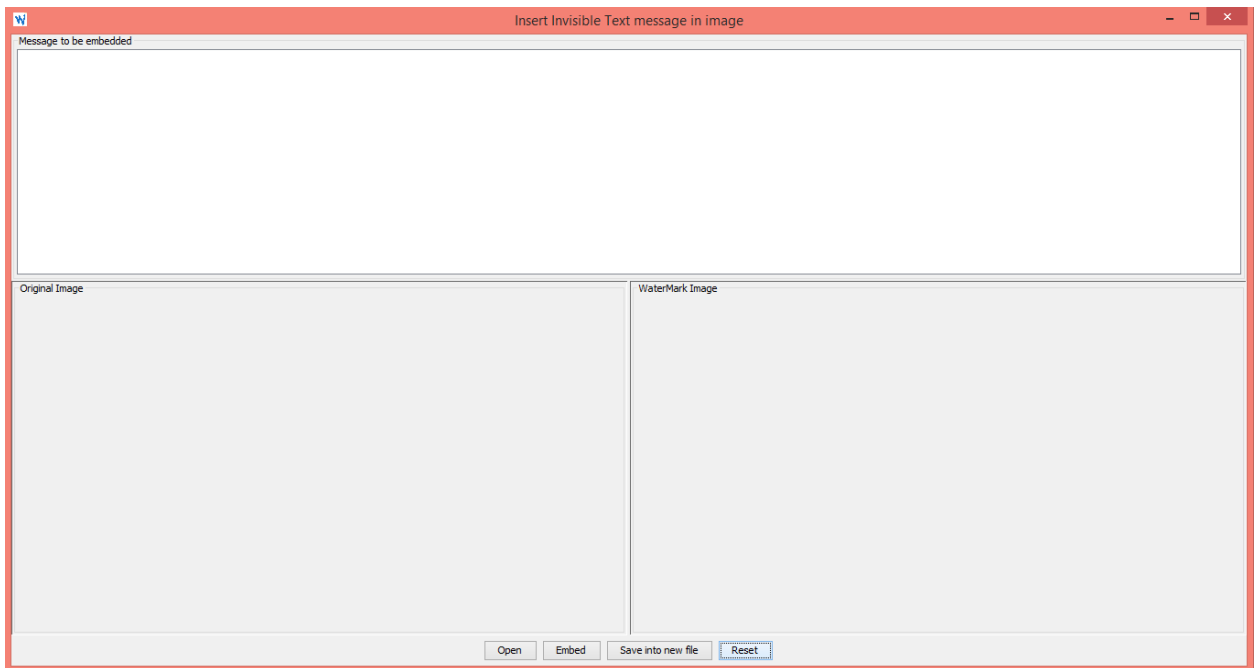 Insert Invisible Text message in image
Message to be embedded
Original Image
WaterMark Image
Open Embed Save into new file Reset